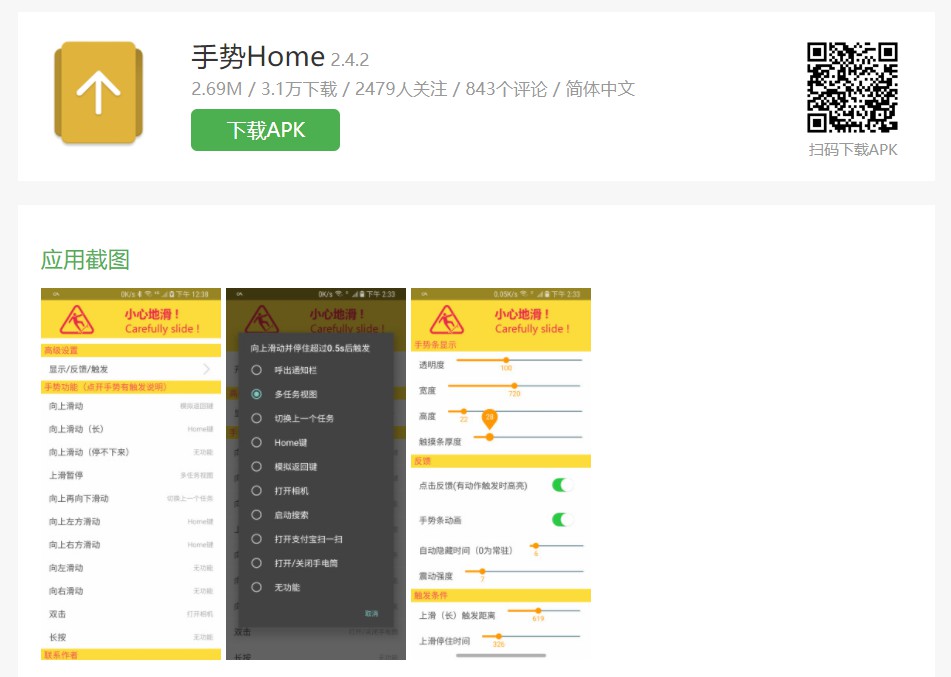 手势Home 2.4.2
2.69M / 3.1万下载 / 2479人关注 / 843个评论 / 简体中文
下载APK
扫码下载APK
应用截图
0K/s 下午 12:38
小心地滑！
Carefully slide！
高级设置
显示/反馈/触发
手势功能（点开手势有触发说明）
向上滑动 模拟返回键
向上滑动（长） Home键
向上滑动（停不下来） 无功能
上滑暂停 多任务视图
向上再向下滑动 切换上一个任务
向上左方滑动 Home键
向上右方滑动 Home键
向左滑动 无功能
向右滑动 无功能
双击 打开相机
长按 无功能
联系作者
0K/s 下午 2:33
小心地滑！
Carefully slide！
向上滑动并停住超过0.5s后触发
呼出通知栏
多任务视图
切换上一个任务
Home键
模拟返回键
打开相机
启动搜索
打开支付宝扫一扫
打开/关闭手电筒
无功能
取消
双击 打开/关闭手电筒
长按
0.05K/s 下午 2:33
小心地滑！
Carefully slide！
手势条显示
透明度
100
宽度
720
高度
22
28
触摸条厚度
反馈
点击反馈(有动作触发时高亮)
手势条动画
自动隐藏时间（0为常驻）
6
震动强度
7
触发条件
上滑（长）触发距离
619
上滑停住时间
326